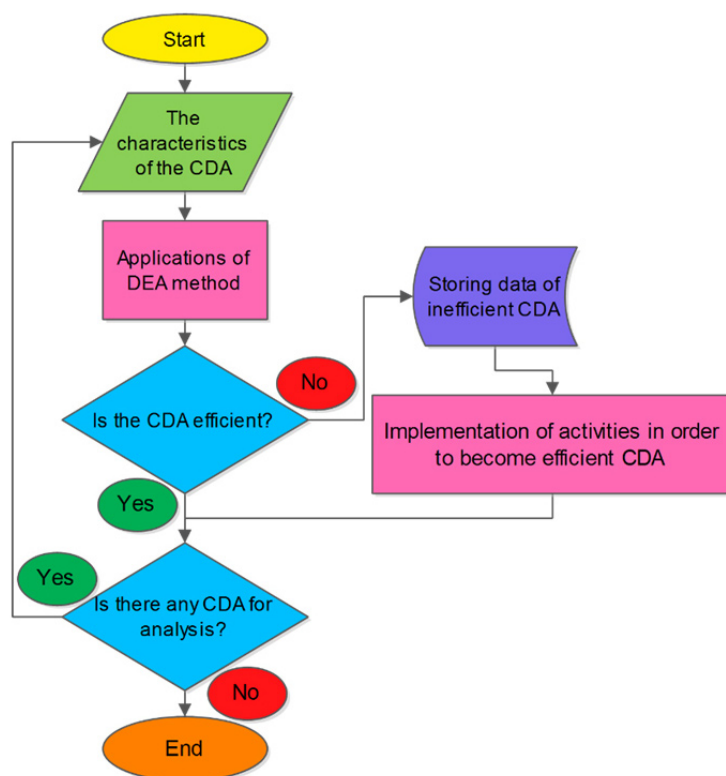 Start
The
characteristics
of the CDA
Applications of
DEA method
Storing data of
inefficient CDA
No
Is the CDA efficient?
Implementation of activities in order
to become efficient CDA
Yes
Yes
Is there any CDA for
analysis?
No
End